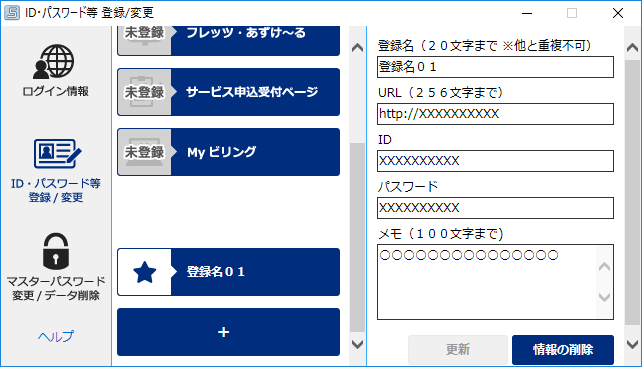 ID・パスワード等 登録/変更
ログイン情報
ID・パスワード等
登録 / 変更
マスターパスワード
変更 / データ削除
ヘルプ
未登録 フレッツ・あずけ～る
未登録 サービス申込受付ページ
未登録 My ビリング
登録名０１
+
登録名（２０文字まで ※他と重複不可）
登録名０１
URL（２５６文字まで）
http://XXXXXXXXXX
ID
XXXXXXXXXX
パスワード
XXXXXXXXXX
メモ（１００文字まで)
○○○○○○○○○○○○○○○
更新
情報の削除